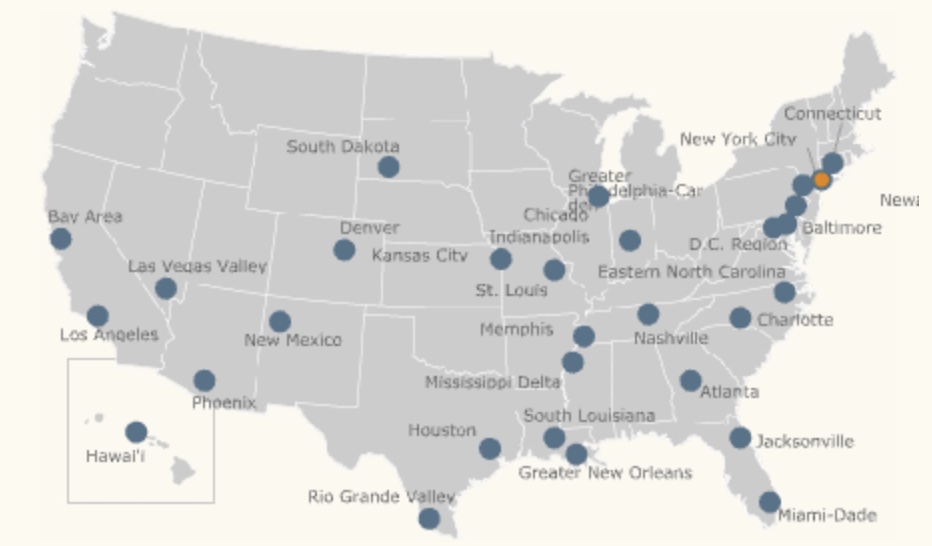 Connecticut
New York City
South Dakota
Greater
Philadelphia-Car
den
Newa
Chicago
Bay Area
Denver
Indianapolis
Baltimore
D.C. Region
Kansas City
Las Vegas Valley
Eastern North Carolina
St. Louis
Los Angeles
New Mexico
Memphis
Nashville
Charlotte
Mississippi Delta
Phoenix
Atlanta
South Louisiana
Houston
Jacksonville
Hawai'i
Greater New Orleans
Rio Grande Valley
Miami-Dade